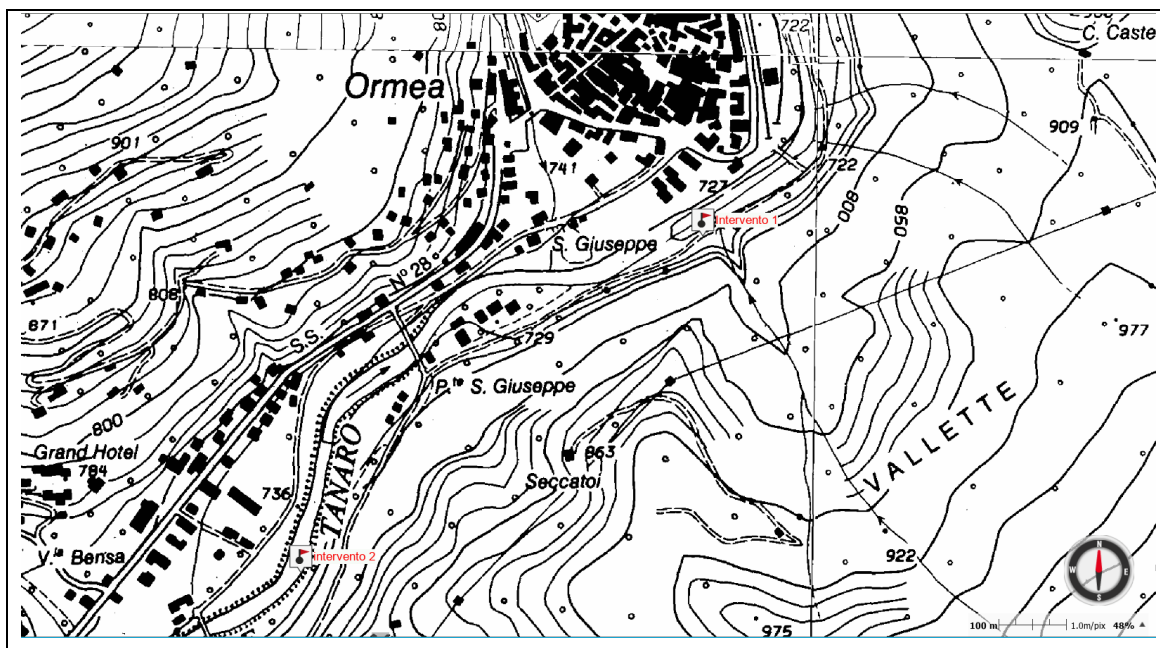 722
C. Caste
Ormea
901
909
741
722
727
800
850
Intervento 1
S. Giuseppe
S.S. N° 28
808
871
729
977
P.te S. Giuseppe
VALLETTE
800
Grand Hotel
784
863
Seccatoi
TANARO
736
V.la Bensa
Intervento 2
922
975
N
W E
S
100 m 1.0m/pix 48%